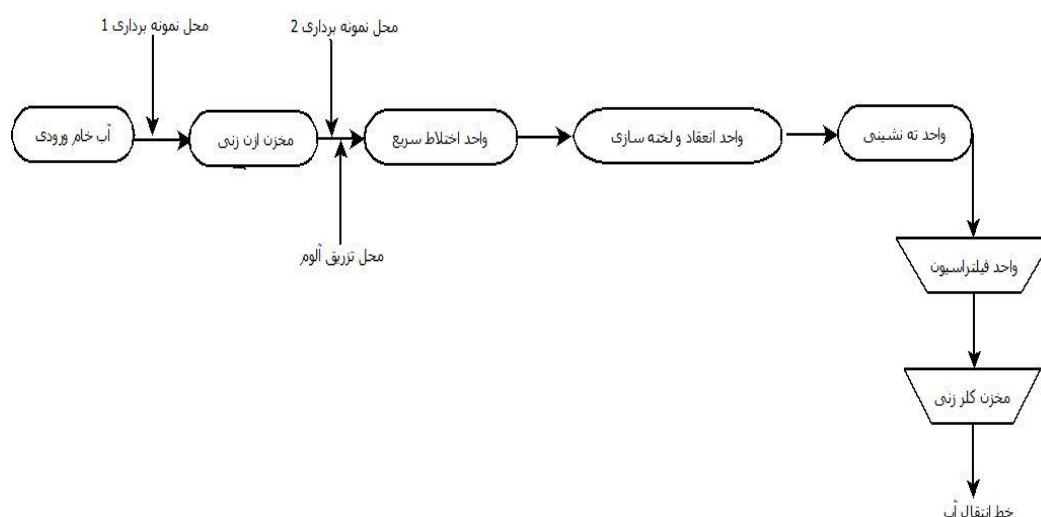 محل نمونه برداری 1
محل نمونه برداری 2
آب خام ورودی
مخزن ازن زنی
واحد اختلاط سریع
واحد انعقاد و لخته سازی
واحد ته نشینی
محل تزریق آلوم
واحد فیلتراسیون
مخزن کلر زنی
خط انتقال آب